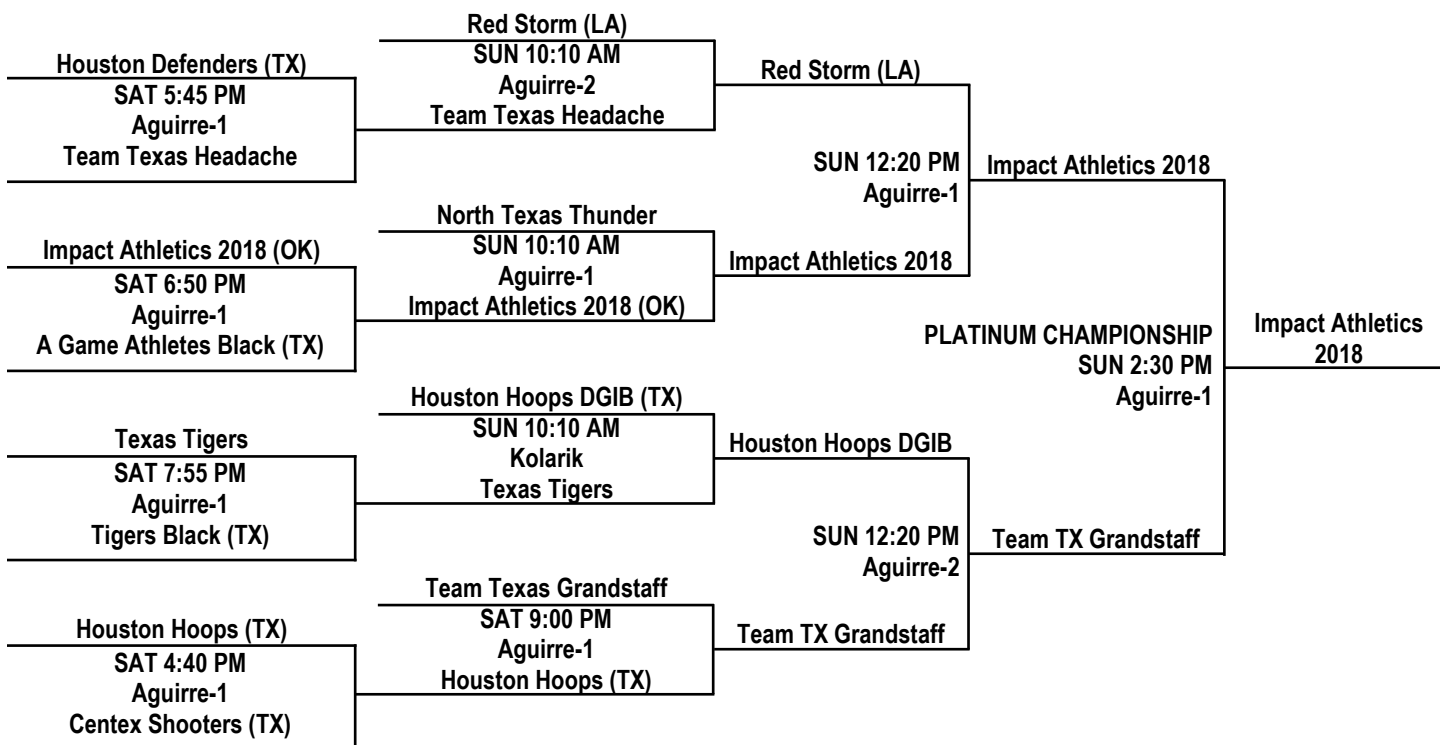 Houston Defenders (TX)
SAT 5:45 PM
Aguirre-1
Team Texas Headache
Impact Athletics 2018 (OK)
SAT 6:50 PM
Aguirre-1
A Game Athletes Black (TX)
Texas Tigers
SAT 7:55 PM
Aguirre-1
Tigers Black (TX)
Houston Hoops (TX)
SAT 4:40 PM
Aguirre-1
Centex Shooters (TX)
Red Storm (LA)
SUN 10:10 AM
Aguirre-2
Team Texas Headache
North Texas Thunder
SUN 10:10 AM
Aguirre-1
Impact Athletics 2018 (OK)
Houston Hoops DGIB (TX)
SUN 10:10 AM
Kolarik
Texas Tigers
Team Texas Grandstaff
SAT 9:00 PM
Aguirre-1
Houston Hoops (TX)
Red Storm (LA)
SUN 12:20 PM
Aguirre-1
Impact Athletics 2018
Houston Hoops DGIB
SUN 12:20 PM
Aguirre-2
Team TX Grandstaff
Impact Athletics 2018
PLATINUM CHAMPIONSHIP
SUN 2:30 PM
Aguirre-1
Team TX Grandstaff
Impact Athletics
2018